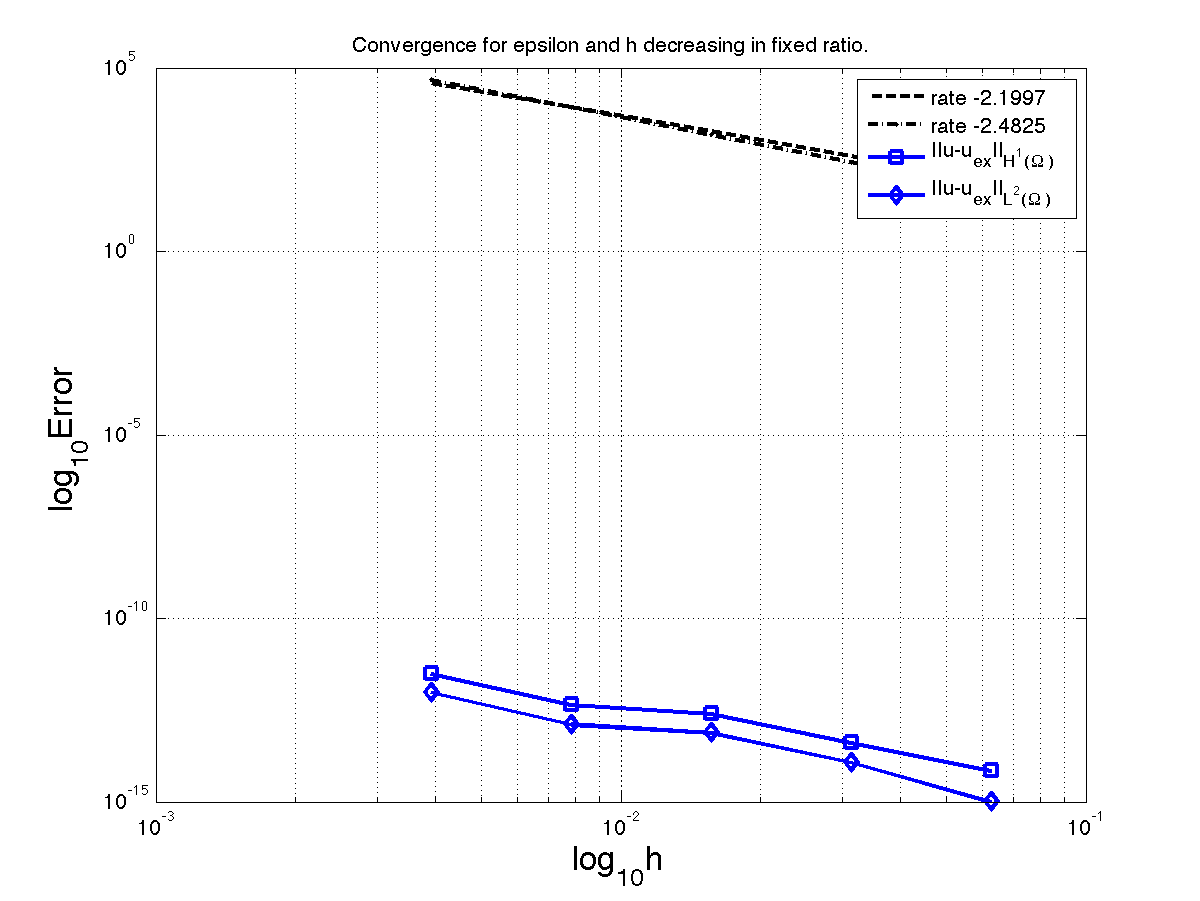 Convergence for epsilon and h decreasing in fixed ratio.
rate -2.1997
rate -2.4825
||u-u_ex||_H^1(Ω)
||u-u_ex||_L^2(Ω)
10^5
10^0
10^-5
10^-10
10^-15
log_10Error
10^-3
10^-2
10^-1
log_10h